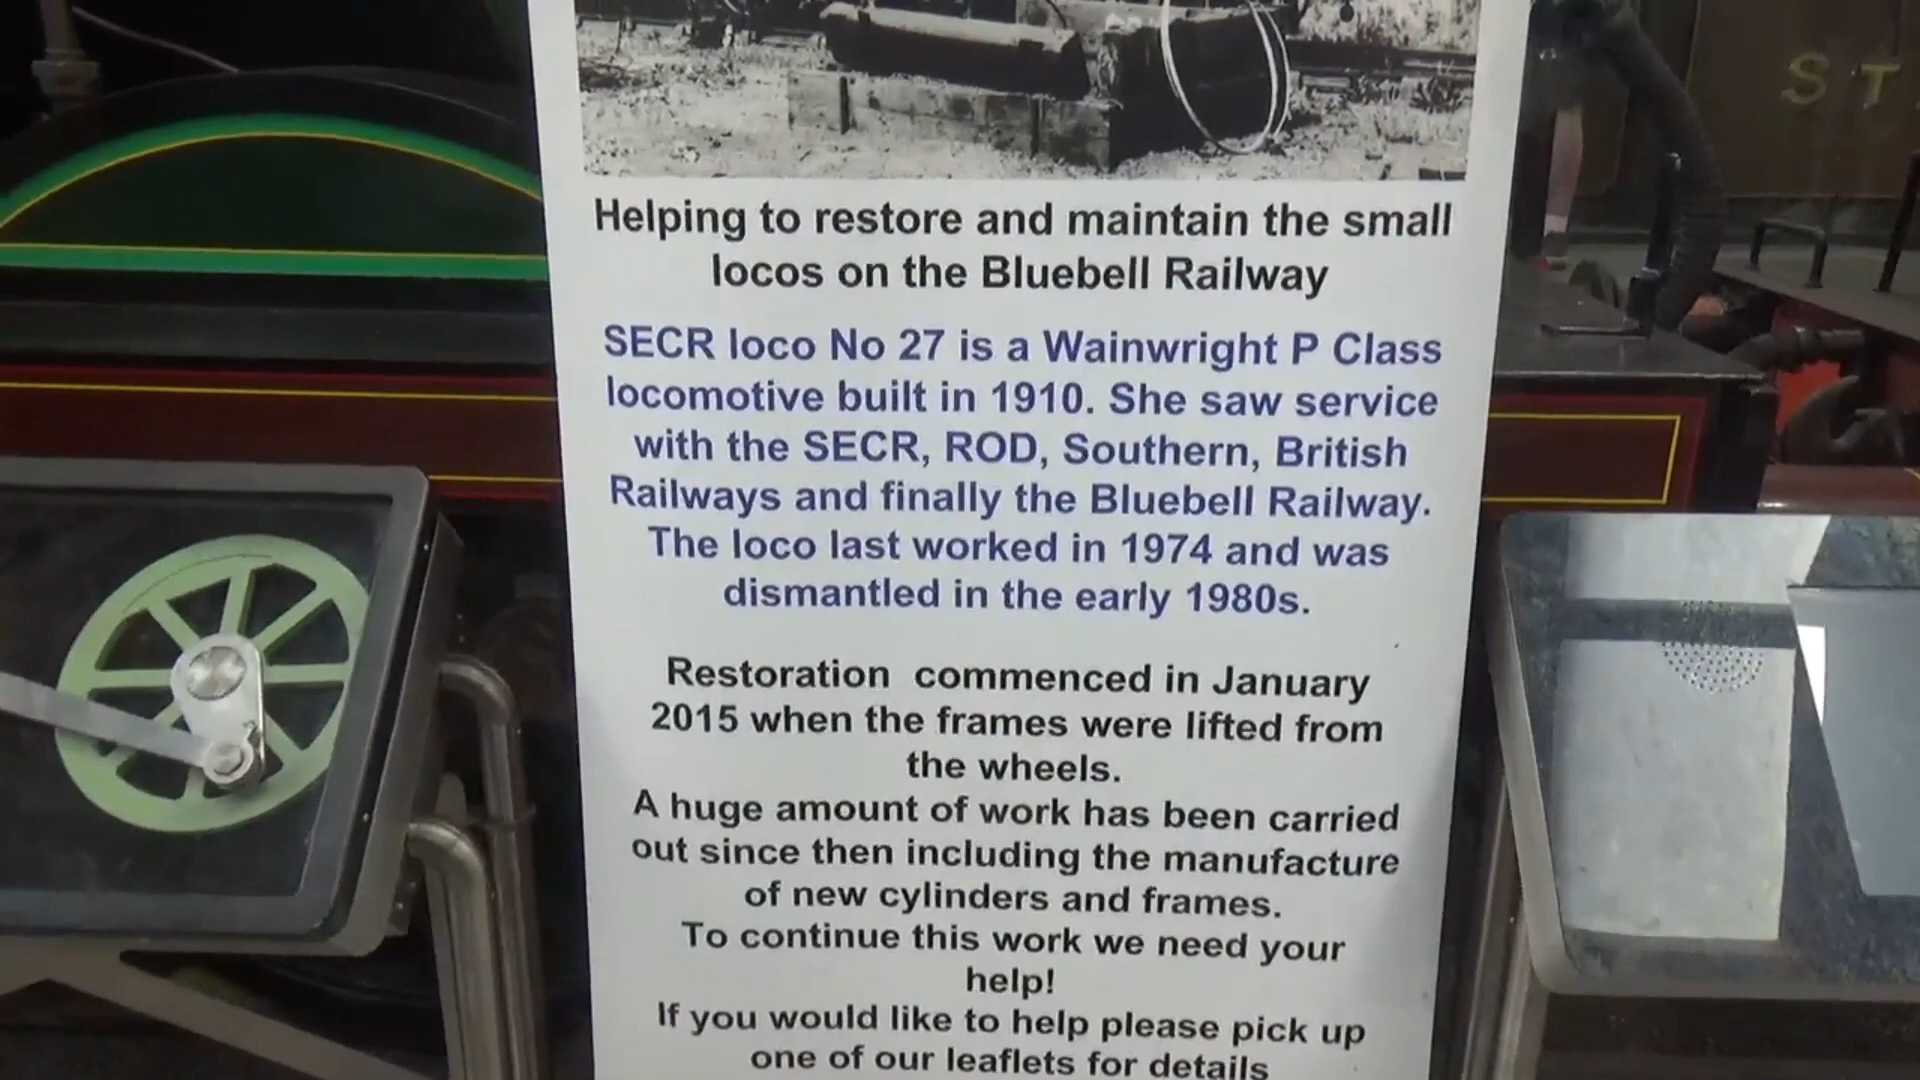 Helping to restore and maintain the small
locos on the Bluebell Railway
SECR loco No 27 is a Wainwright P Class
locomotive built in 1910. She saw service
with the SECR, ROD, Southern, British
Railways and finally the Bluebell Railway.
The loco last worked in 1974 and was
dismantled in the early 1980s.
Restoration commenced in January
2015 when the frames were lifted from
the wheels.
A huge amount of work has been carried
out since then including the manufacture
of new cylinders and frames.
To continue this work we need your
help!
If you would like to help please pick up
one of our leaflets for details
ST